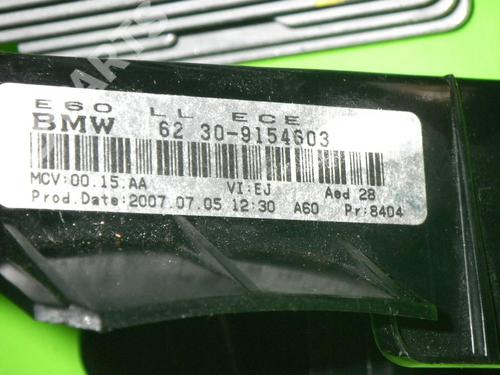 PARTS
E60 LL ECE
BMW 62 30-9154603
MCV:00.15.AA VI:EJ Aed 28
Prod.Date:2007.07.05 12:30 A60 Pr:8404